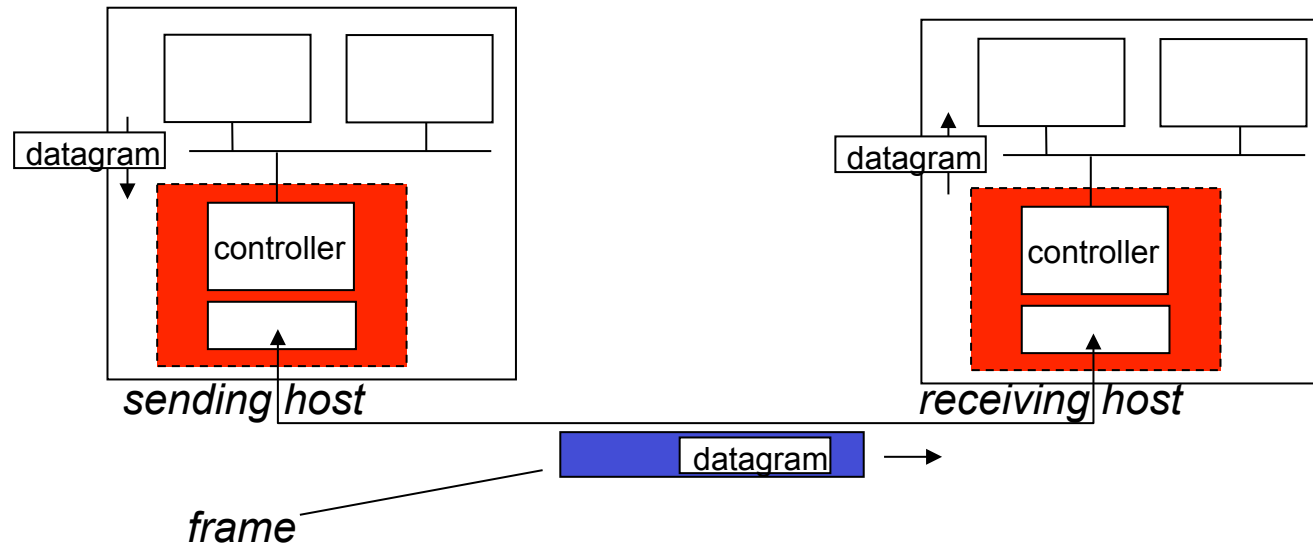 datagram
datagram
controller
controller
sending host
receiving host
datagram
frame